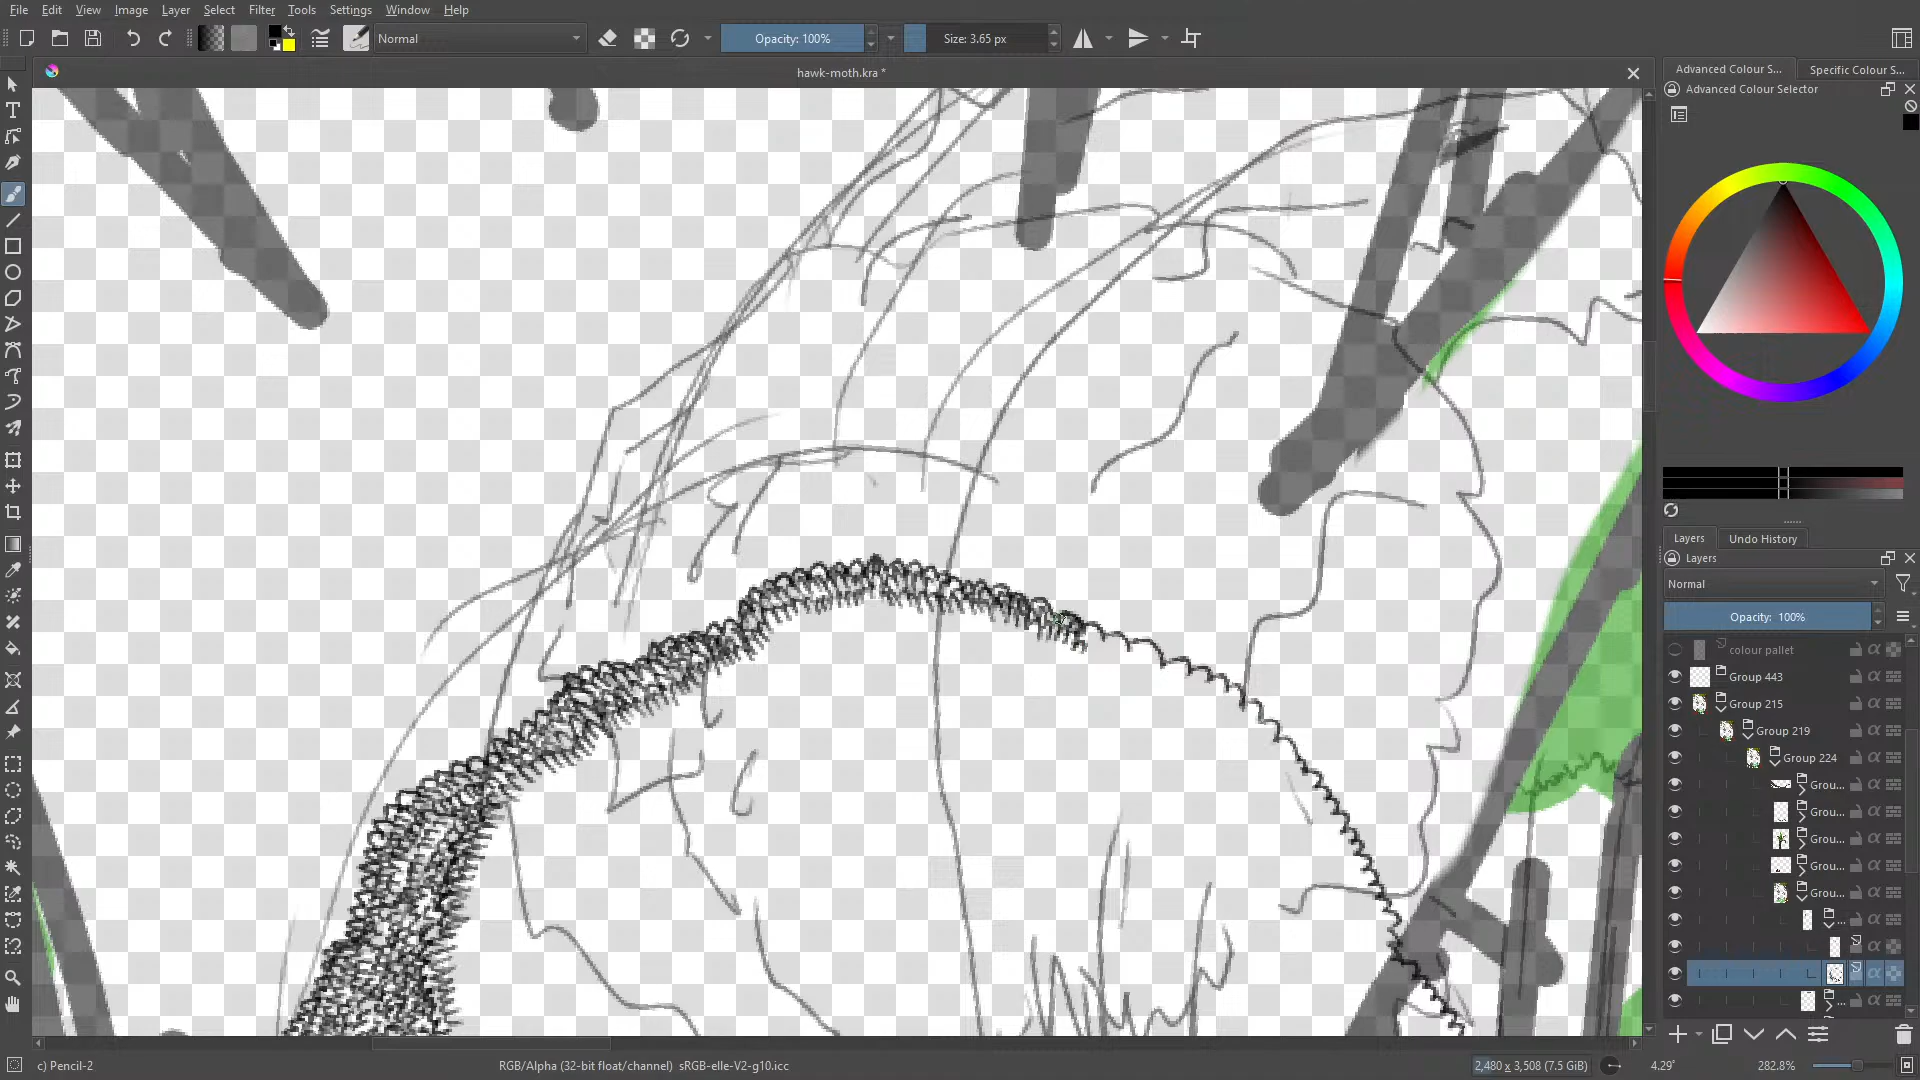 File Edit View Image Layer Select Filter Tools Settings Window Help
Normal Opacity: 100% Size: 3.65 px
hawk-moth.kra *
Advanced Colour S... Specific Colour S...
Advanced Colour Selector
Layers Undo History
Layers
Normal
Opacity: 100%
colour pallet
Group 443
Group 215
Group 219
Group 224
Grou...
Grou...
Grou...
Grou...
Grou...
...
...
c) Pencil-2 RGB/Alpha (32-bit float/channel) sRGB-elle-V2-g10.icc 2,480 x 3,508 (7.5 GiB) 4.29° 282.8%